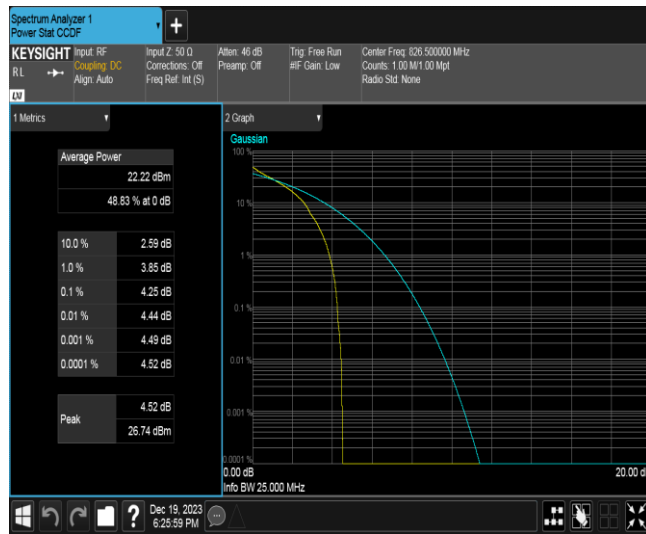 Spectrum Analyzer 1
Power Stat CCDF
+
KEYSIGHT
RL
LXI
Input: RF
Coupling: DC
Align: Auto
Input Z: 50 Ω
Corrections: Off
Freq Ref: Int (S)
Atten: 46 dB
Preamp: Off
Trig: Free Run
#IF Gain: Low
Center Freq: 826.500000 MHz
Counts: 1.00 M/1.00 Mpt
Radio Std: None
1 Metrics
Average Power
22.22 dBm
48.83 % at 0 dB
10.0 % 2.59 dB
1.0 % 3.85 dB
0.1 % 4.25 dB
0.01 % 4.44 dB
0.001 % 4.49 dB
0.0001 % 4.52 dB
Peak
4.52 dB
26.74 dBm
2 Graph
Gaussian
100 %
10 %
1 %
0.1 %
0.01 %
0.001 %
0.0001 %
0.00 dB
20.00 d
Info BW 25.000 MHz
?
Dec 19, 2023
6:25:59 PM